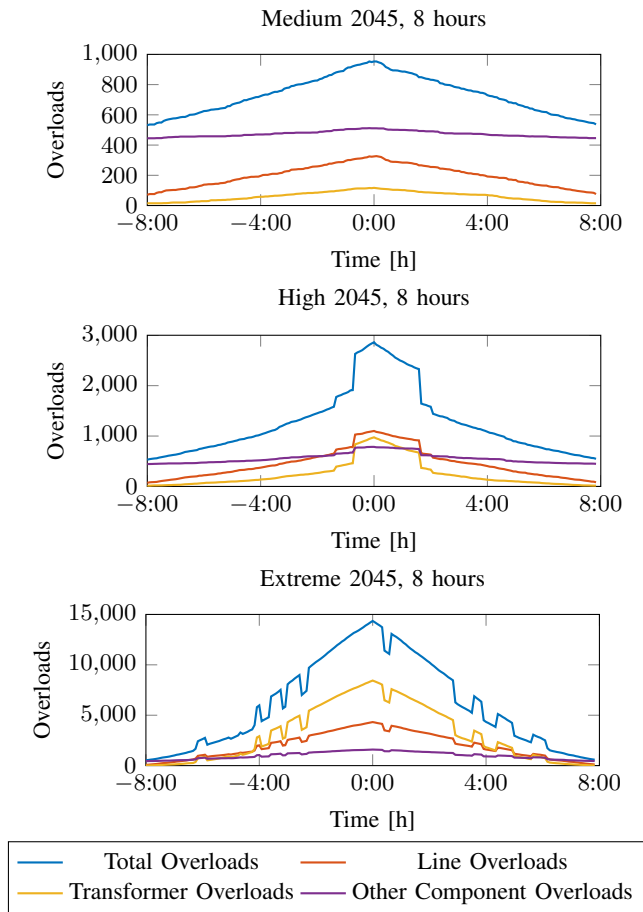 Medium 2045, 8 hours
1,000
800
600
400
200
0
Overloads
−8:00 −4:00 0:00 4:00 8:00
Time [h]
High 2045, 8 hours
3,000
2,000
1,000
0
Overloads
−8:00 −4:00 0:00 4:00 8:00
Time [h]
Extreme 2045, 8 hours
15,000
10,000
5,000
0
Overloads
−8:00 −4:00 0:00 4:00 8:00
Time [h]
Total Overloads Line Overloads
Transformer Overloads Other Component Overloads